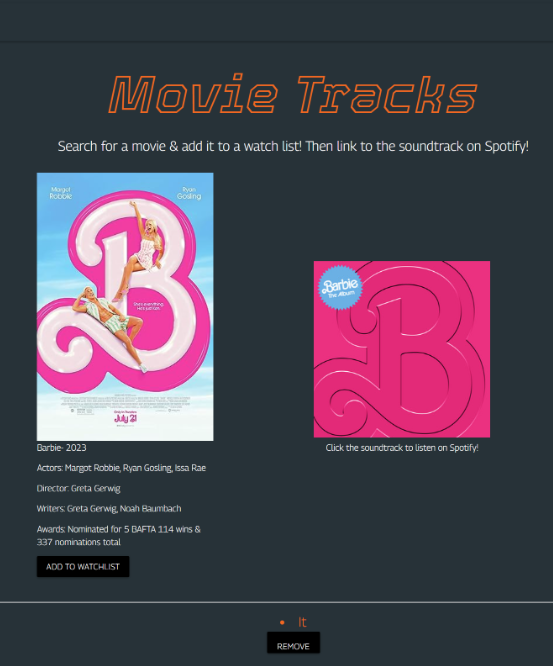 Movie Tracks
Search for a movie & add it to a watch list! Then link to the soundtrack on Spotify!
Margot
Robbie
Ryan
Gosling
She's everything.
He's just Ken.
July 21
Barbie
The Album
Barbie- 2023
Actors: Margot Robbie, Ryan Gosling, Issa Rae
Director: Greta Gerwig
Writers: Greta Gerwig, Noah Baumbach
Awards: Nominated for 5 BAFTA 114 wins &
337 nominations total
ADD TO WATCHLIST
Click the soundtrack to listen on Spotify!
• It
REMOVE